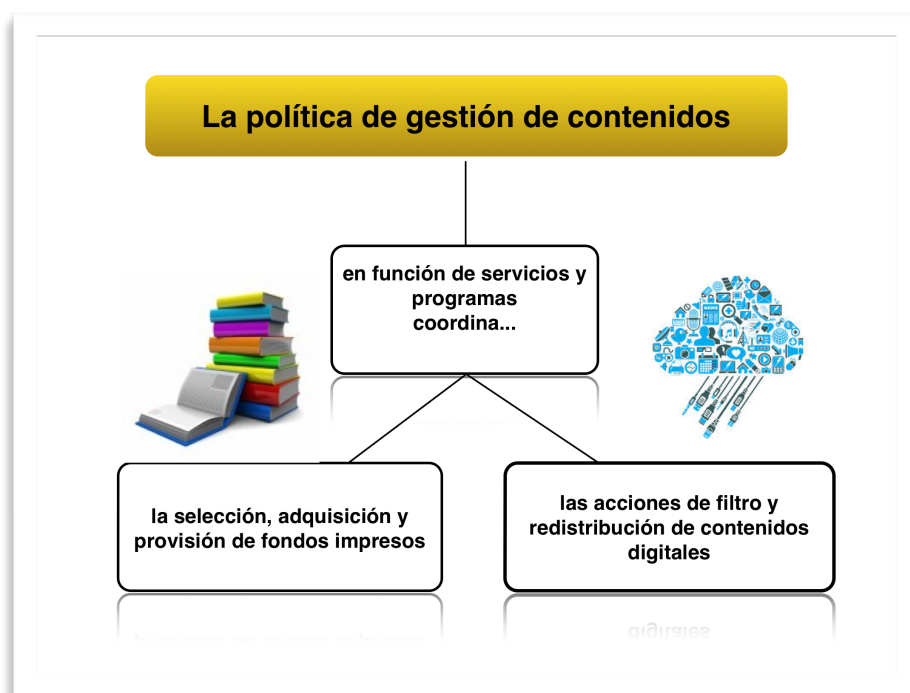 La política de gestión de contenidos
en función de servicios y
programas
coordina...
la selección, adquisición y
provisión de fondos impresos
las acciones de filtro y
redistribución de contenidos
digitales
NEWS